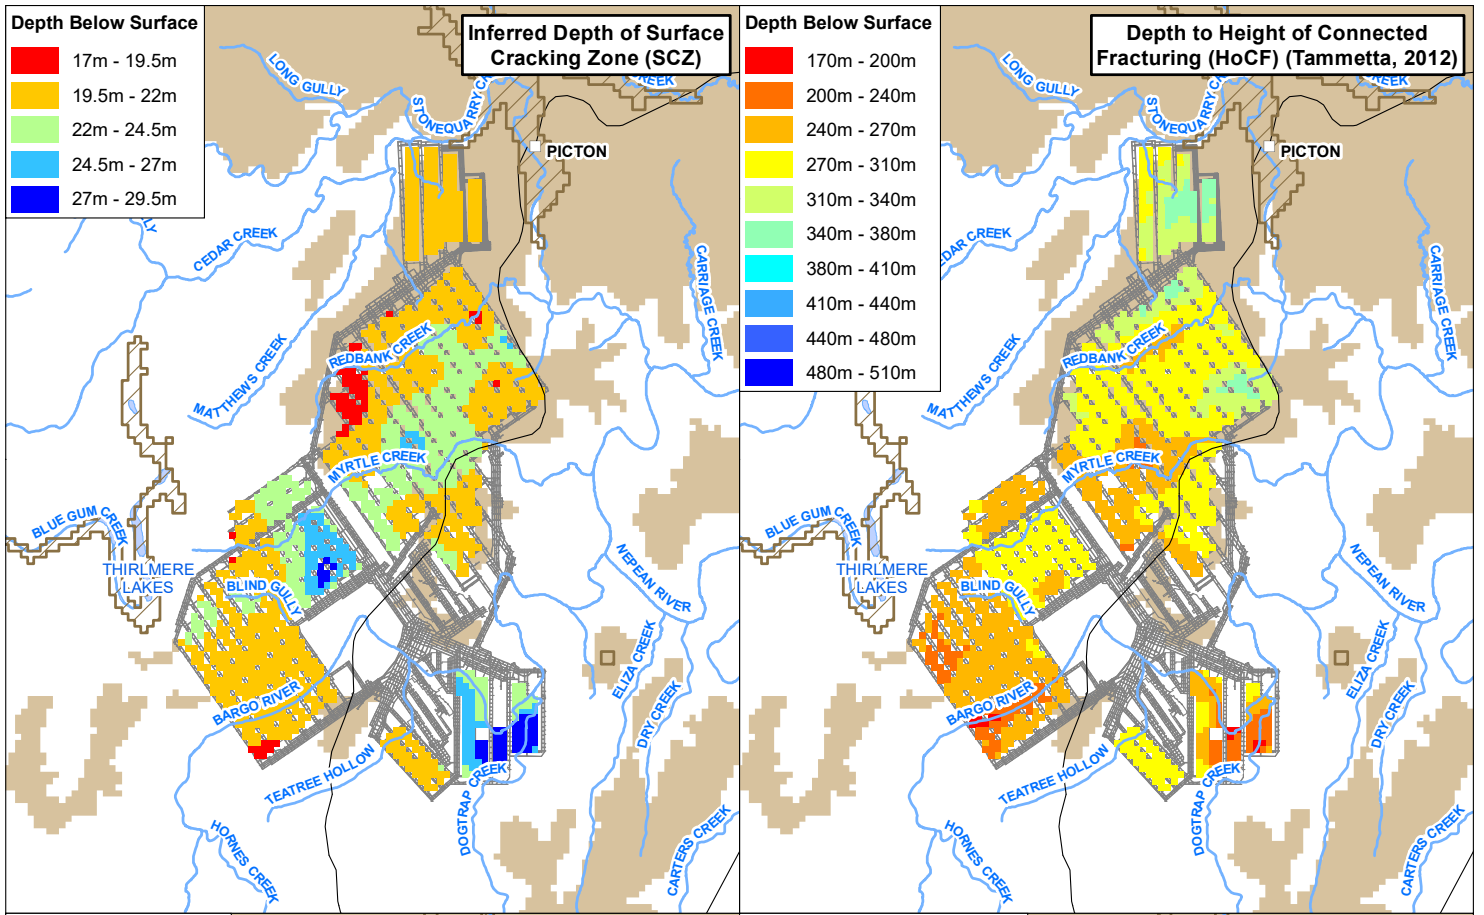 Depth Below Surface
17m - 19.5m
19.5m - 22m
22m - 24.5m
24.5m - 27m
27m - 29.5m
Inferred Depth of Surface
Cracking Zone (SCZ)
LONG GULLY
STONEQUARRY C
CREEK
PICTON
LY
CEDAR CREEK
CARRIAGE CREEK
REDBANK CREEK
MATTHEWS CREEK
MYRTLE CREEK
BLUE GUM CREEK
THIRLMERE
LAKES
BLIND GULLY
NEPEAN RIVER
BARGO RIVER
ELIZA CREEK
DRY CREEK
TEATREE HOLLOW
DOGTRAP CREEK
HORNES CREEK
CARTERS CREEK
Depth Below Surface
170m - 200m
200m - 240m
240m - 270m
270m - 310m
310m - 340m
340m - 380m
380m - 410m
410m - 440m
440m - 480m
480m - 510m
Depth to Height of Connected
Fracturing (HoCF) (Tammetta, 2012)
LONG GULLY
STONEQUARRY C
CREEK
PICTON
EDAR CREEK
CARRIAGE CREEK
REDBANK CREEK
MATTHEWS CREEK
MYRTLE CREEK
BLUE GUM CREEK
THIRLMERE
LAKES
BLIND GULLY
NEPEAN RIVER
BARGO RIVER
ELIZA CREEK
DRY CREEK
TEATREE HOLLOW
DOGTRAP CREEK
HORNES CREEK
CARTERS CREEK